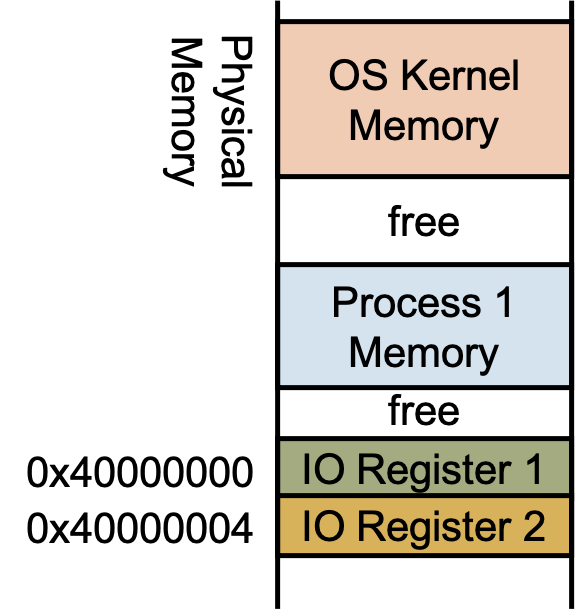 Physical
Memory
OS Kernel
Memory
free
Process 1
Memory
free
0x40000000 IO Register 1
0x40000004 IO Register 2